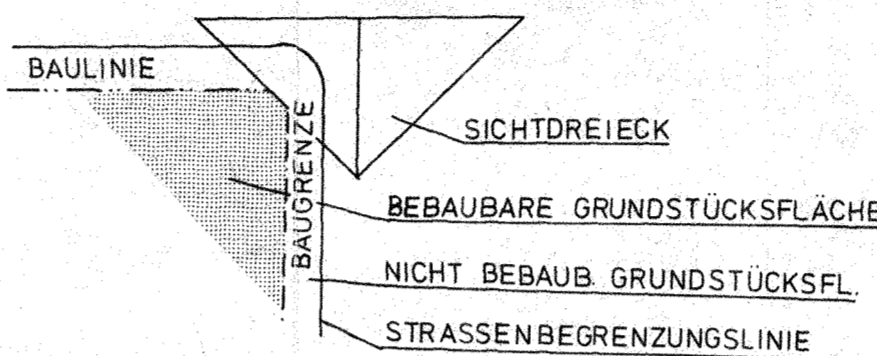 BAULINIE
SICHTDREIECK
BAUGRENZE
BEBAUBARE GRUNDSTÜCKSFLÄCHE
NICHT BEBAUB. GRUNDSTÜCKSFL.
STRASSENBEGRENZUNGSLINIE